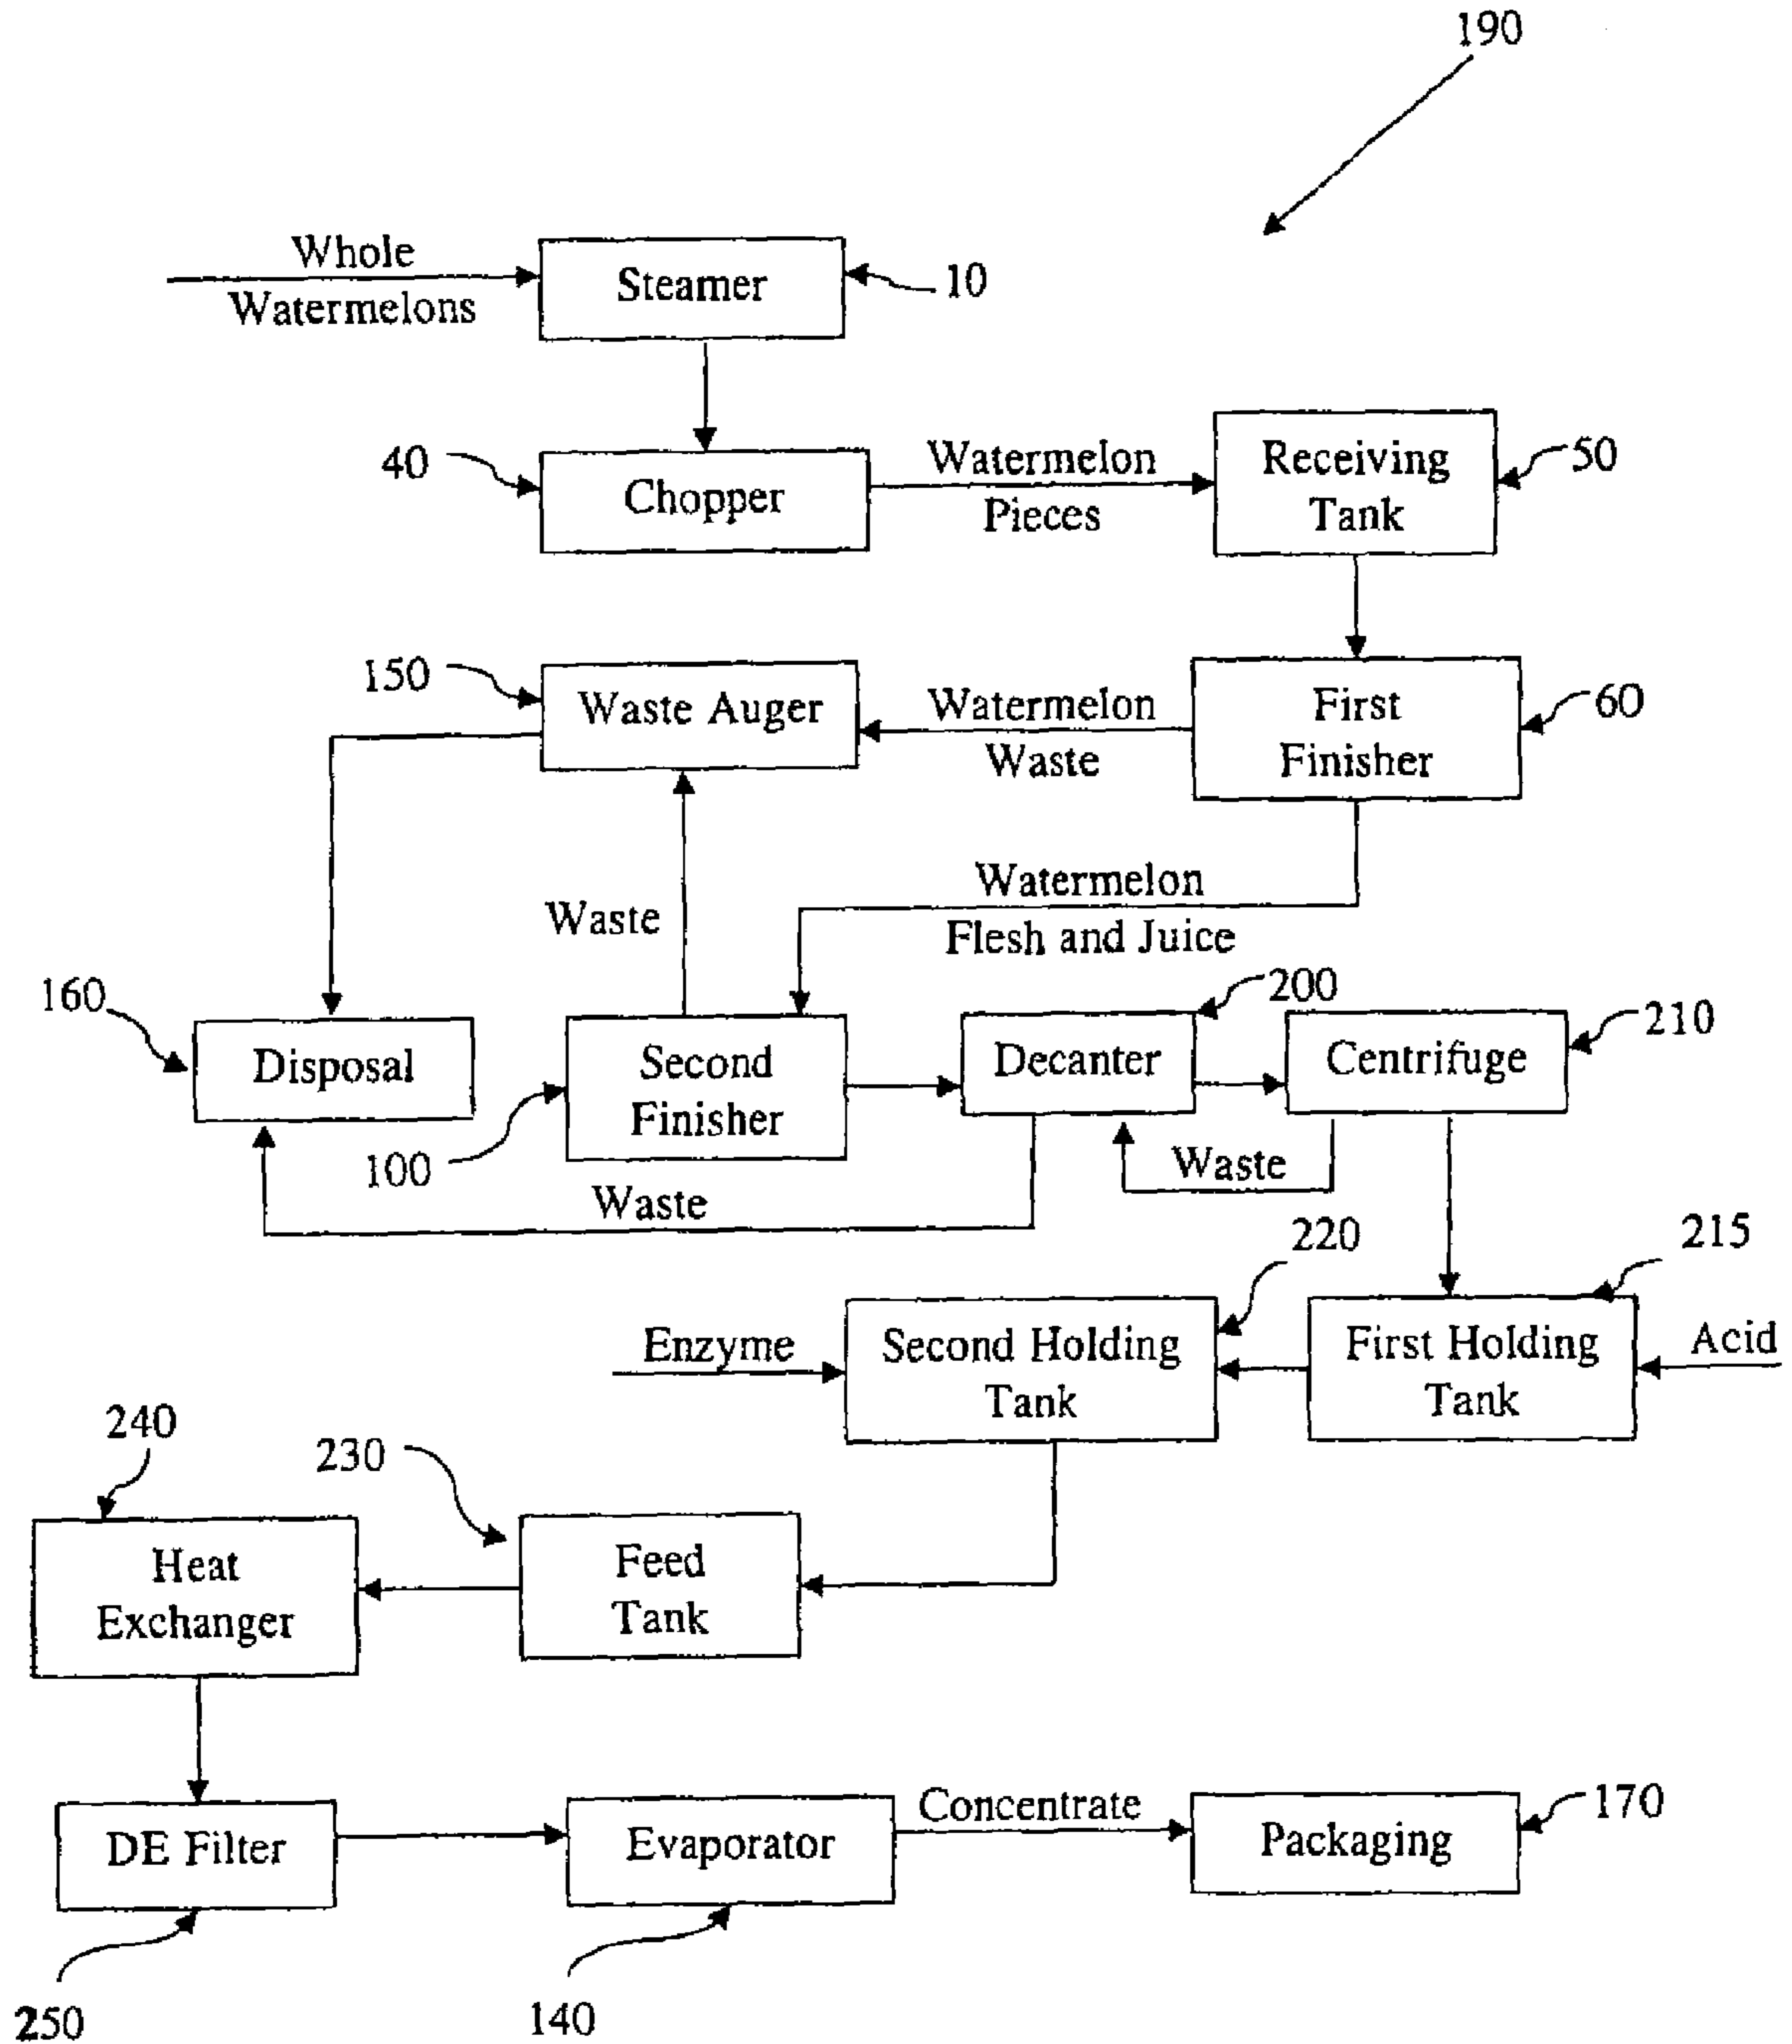 190
Whole
Watermelons
Steamer
10
40
Chopper
Watermelon
Pieces
Receiving
Tank
50
150
Waste Auger
Watermelon
Waste
First
Finisher
60
Waste
Watermelon
Flesh and Juice
160
Disposal
100
Second
Finisher
Decanter
200
Centrifuge
210
Waste
Waste
220
215
Enzyme
Second Holding
Tank
First Holding
Tank
Acid
240
230
Heat
Exchanger
Feed
Tank
DE Filter
Evaporator
Concentrate
Packaging
170
250
140